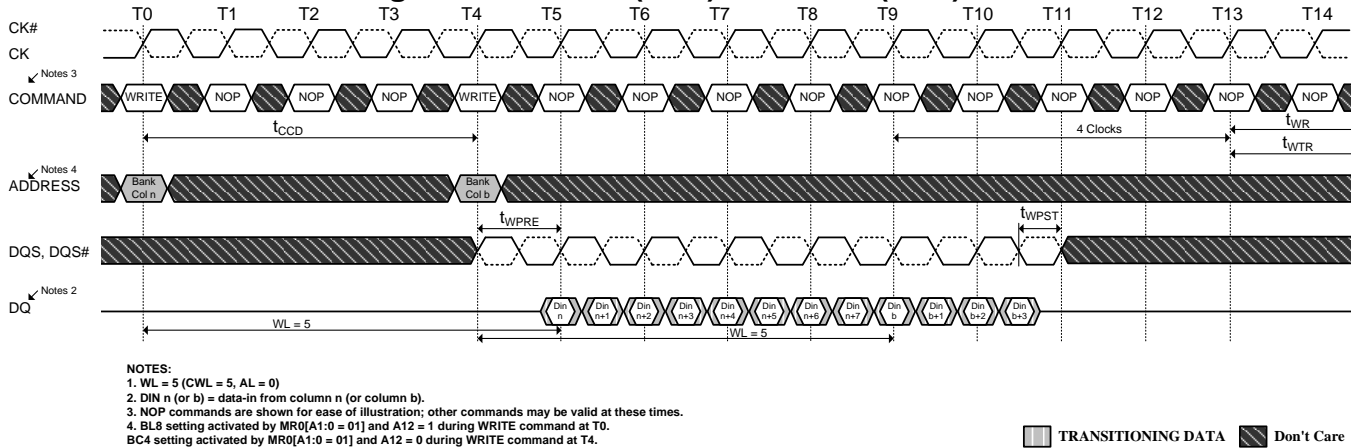 T0 T1 T2 T3 T4 T5 T6 T7 T8 T9 T10 T11 T12 T13 T14
CK#
CK
Notes 3
COMMAND WRITE NOP NOP NOP WRITE NOP NOP NOP NOP NOP NOP NOP NOP NOP NOP
tCCD 4 Clocks tWR
tWTR
Notes 4
ADDRESS Bank Col n Bank Col b
tWPRE tWPST
DQS, DQS#
Notes 2
DQ Din n Din n+1 Din n+2 Din n+3 Din n+4 Din n+5 Din n+6 Din n+7 Din b Din b+1 Din b+2 Din b+3
WL = 5 WL = 5
NOTES:
1. WL = 5 (CWL = 5, AL = 0)
2. DIN n (or b) = data-in from column n (or column b).
3. NOP commands are shown for ease of illustration; other commands may be valid at these times.
4. BL8 setting activated by MR0[A1:0 = 01] and A12 = 1 during WRITE command at T0.
BC4 setting activated by MR0[A1:0 = 01] and A12 = 0 during WRITE command at T4.
TRANSITIONING DATA Don't Care